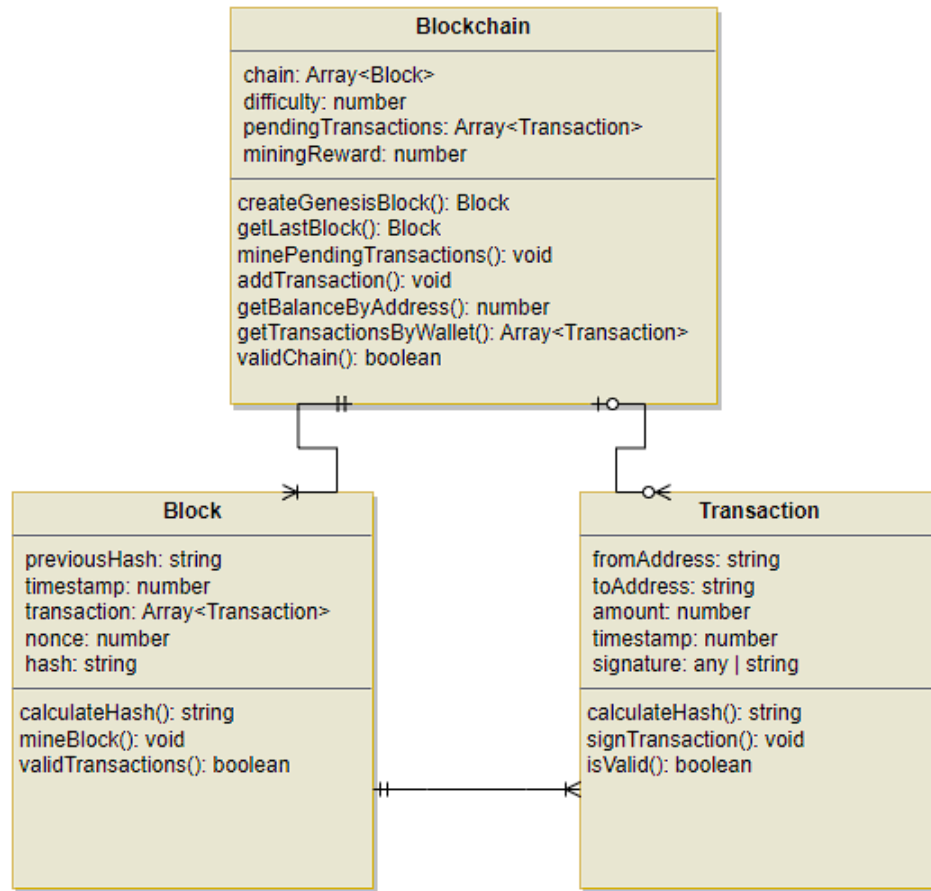 Blockchain
chain: Array<Block>
difficulty: number
pendingTransactions: Array<Transaction>
miningReward: number
createGenesisBlock(): Block
getLastBlock(): Block
minePendingTransactions(): void
addTransaction(): void
getBalanceByAddress(): number
getTransactionsByWallet(): Array<Transaction>
validChain(): boolean
Block
previousHash: string
timestamp: number
transaction: Array<Transaction>
nonce: number
hash: string
calculateHash(): string
mineBlock(): void
validTransactions(): boolean
Transaction
fromAddress: string
toAddress: string
amount: number
timestamp: number
signature: any | string
calculateHash(): string
signTransaction(): void
isValid(): boolean